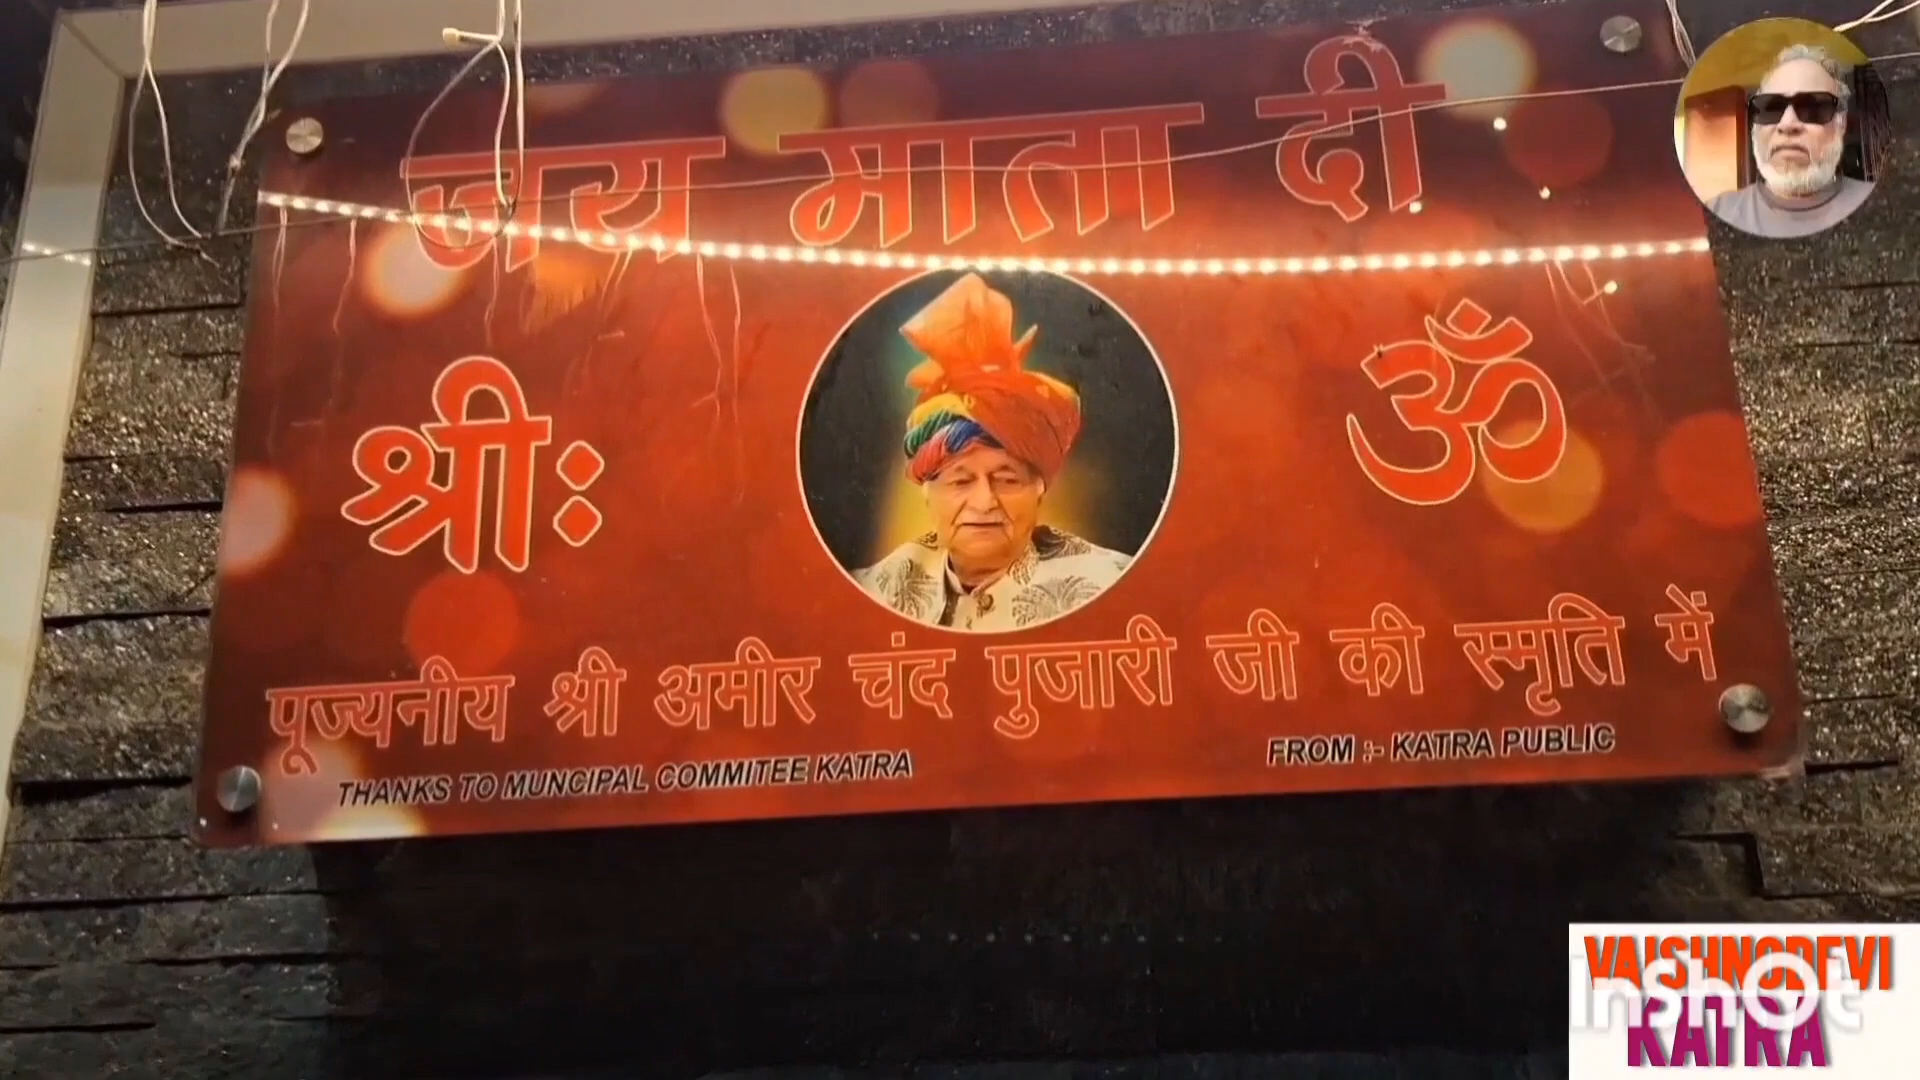 जय माता दी
श्रीः ॐ
पूज्यनीय श्री अमीर चंद पुजारी जी की स्मृति में
THANKS TO MUNCIPAL COMMITEE KATRA
FROM :- KATRA PUBLIC
VAISHNODEVI
InShot
KATRA